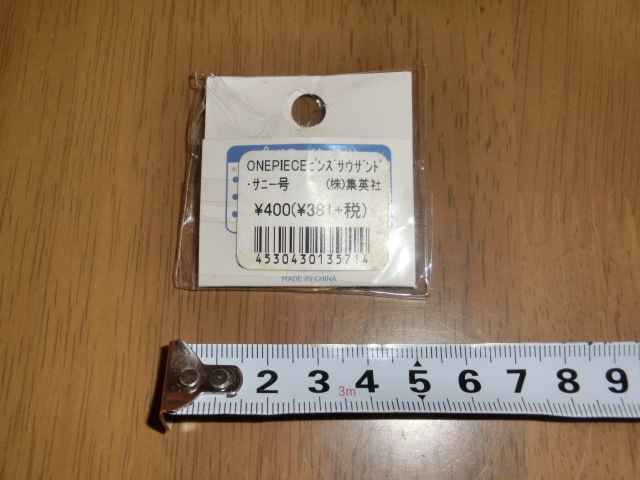 ONEPIECEピンズサウザンド
・サニー号 (株)集英社
¥400(¥381+税)
4530430135714
MADE IN CHINA
2 3 4 5 6 7 8 9
3m